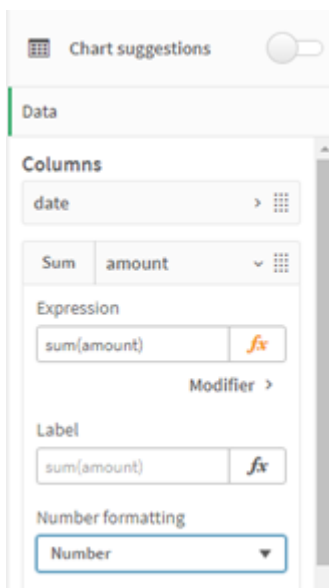 Chart suggestions
Data
Columns
date
Sum amount
Expression
sum(amount) fx
Modifier >
Label
sum(amount) fx
Number formatting
Number